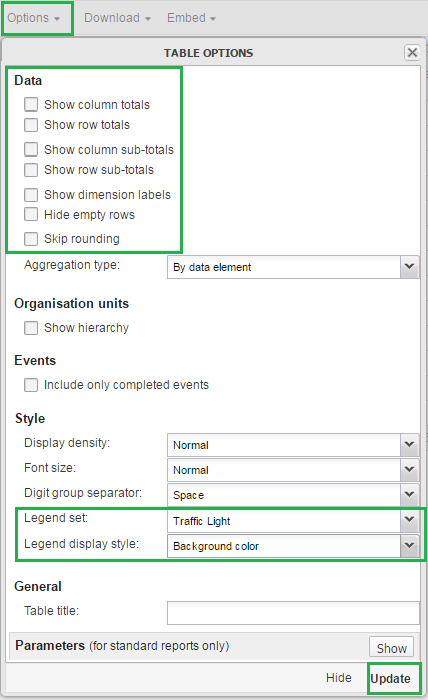 Options Download Embed
TABLE OPTIONS
Data
Show column totals
Show row totals
Show column sub-totals
Show row sub-totals
Show dimension labels
Hide empty rows
Skip rounding
Aggregation type: By data element
Organisation units
Show hierarchy
Events
Include only completed events
Style
Display density: Normal
Font size: Normal
Digit group separator: Space
Legend set: Traffic Light
Legend display style: Background color
General
Table title:
Parameters (for standard reports only) Show
Hide Update